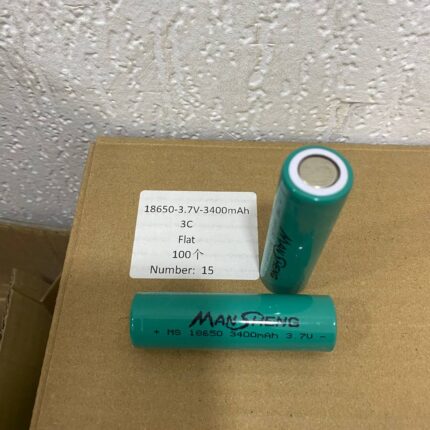 18650-3.7V-3400mAh
3C
Flat
100个
Number: 15
MANSHENG
MANSHENG
+ MS 18650 3400mAh 3.7V -